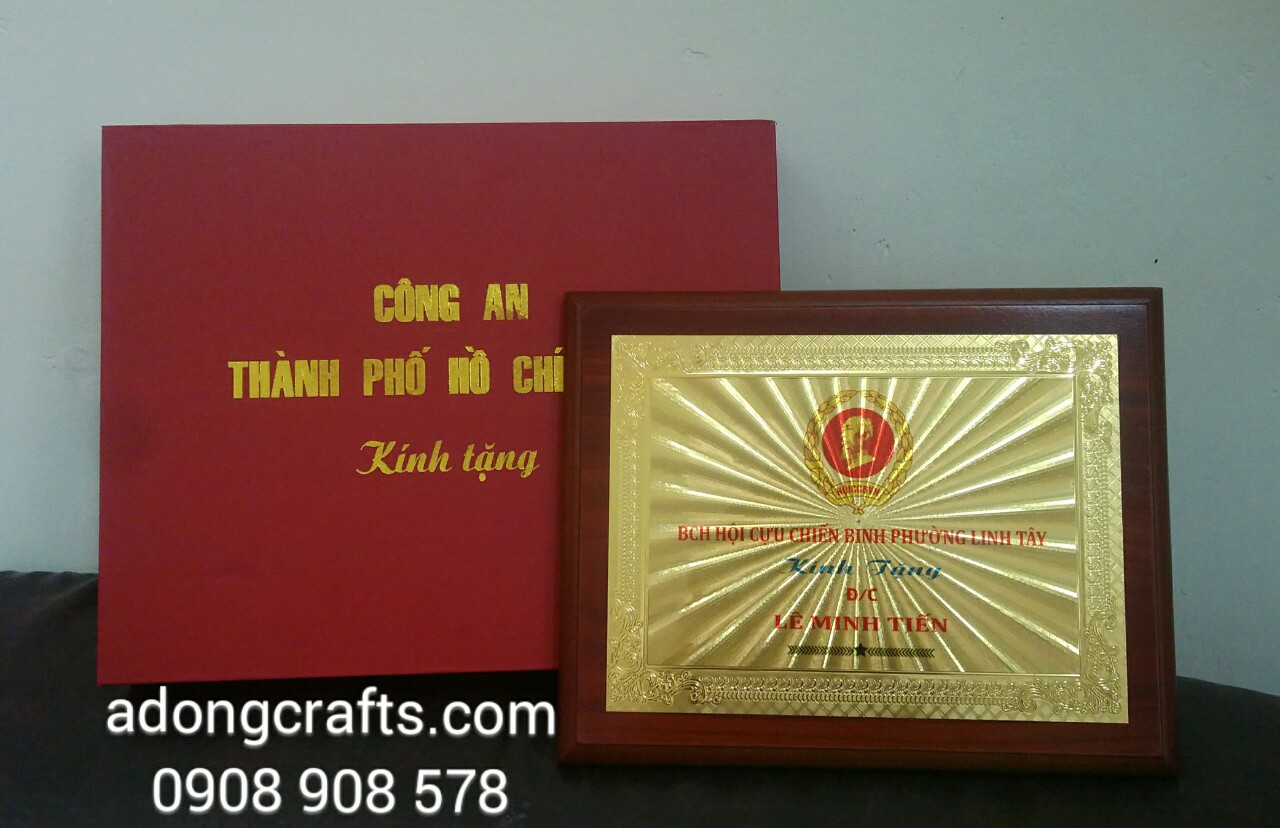 CÔNG AN
THÀNH PHỐ HỒ CHÍ
Kính tặng
BCH HỘI CỰU CHIẾN BINH PHƯỜNG LINH TÂY
Kính Tặng
Đ/C
LÊ MINH TIẾN
adongcrafts.com
0908 908 578